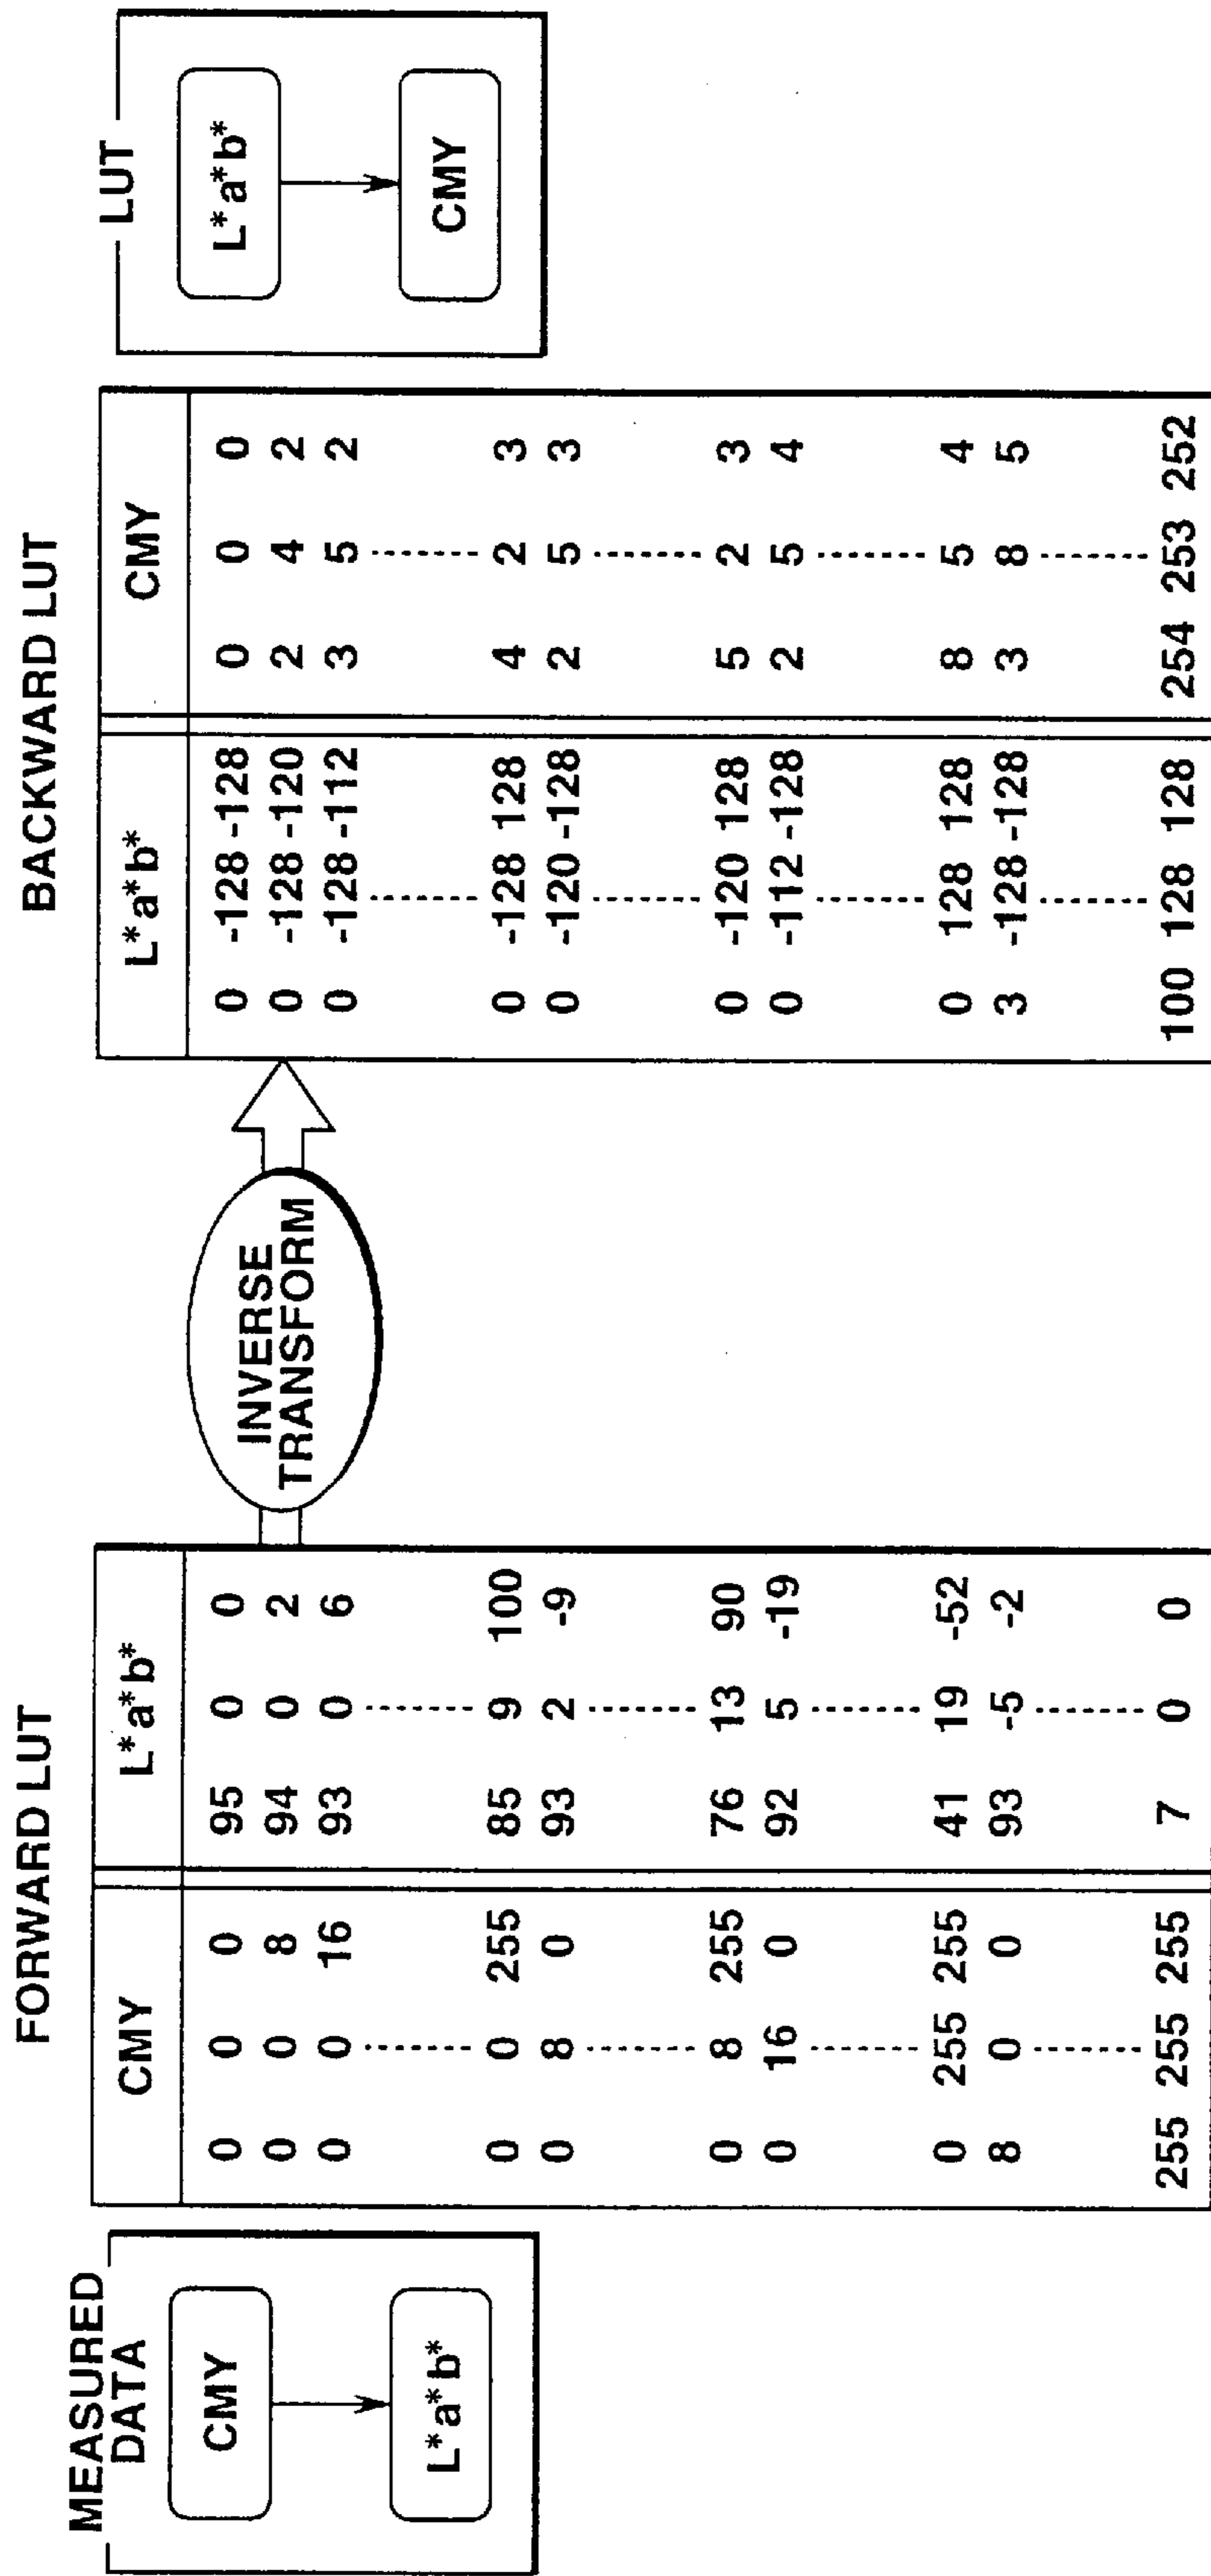 MEASURED
DATA
CMY
L*a*b*
FORWARD LUT
CMY L*a*b*
0 0 0 95 0 0
0 0 8 94 0 2
0 0 16 93 0 6
0 0 255 85 9 100
0 8 0 93 2 -9
0 8 255 76 13 90
0 16 0 92 5 -19
0 255 255 41 19 -52
8 0 0 93 -5 -2
255 255 255 7 0 0
INVERSE
TRANSFORM
BACKWARD LUT
L*a*b* CMY
0 -128 -128 0 0 0
0 -128 -120 2 4 2
0 -128 -112 3 5 2
0 -128 128 4 2 3
0 -120 -128 2 5 3
0 -120 128 5 2 3
0 -112 -128 2 5 4
0 128 128 8 5 4
3 -128 -128 3 8 5
100 128 128 254 253 252
LUT
L*a*b*
CMY